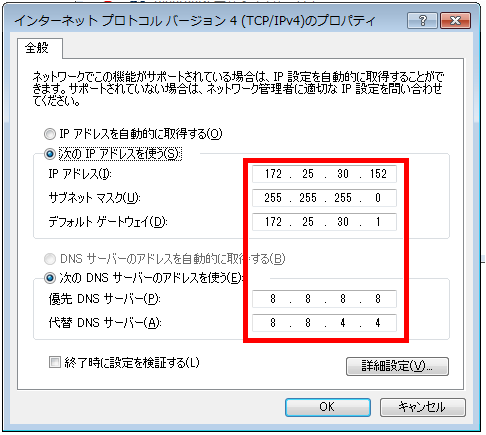 インターネット プロトコル バージョン 4 (TCP/IPv4)のプロパティ
全般
ネットワークでこの機能がサポートされている場合は、IP 設定を自動的に取得することがで
きます。サポートされていない場合は、ネットワーク管理者に適切な IP 設定を問い合わせ
てください。
IP アドレスを自動的に取得する(O)
次の IP アドレスを使う(S):
IP アドレス(I): 172 . 25 . 30 . 152
サブネット マスク(U): 255 . 255 . 255 . 0
デフォルト ゲートウェイ(D): 172 . 25 . 30 . 1
DNS サーバーのアドレスを自動的に取得する(B)
次の DNS サーバーのアドレスを使う(E):
優先 DNS サーバー(P): 8 . 8 . 8 . 8
代替 DNS サーバー(A): 8 . 8 . 4 . 4
終了時に設定を検証する(L)
詳細設定(V)...
OK キャンセル